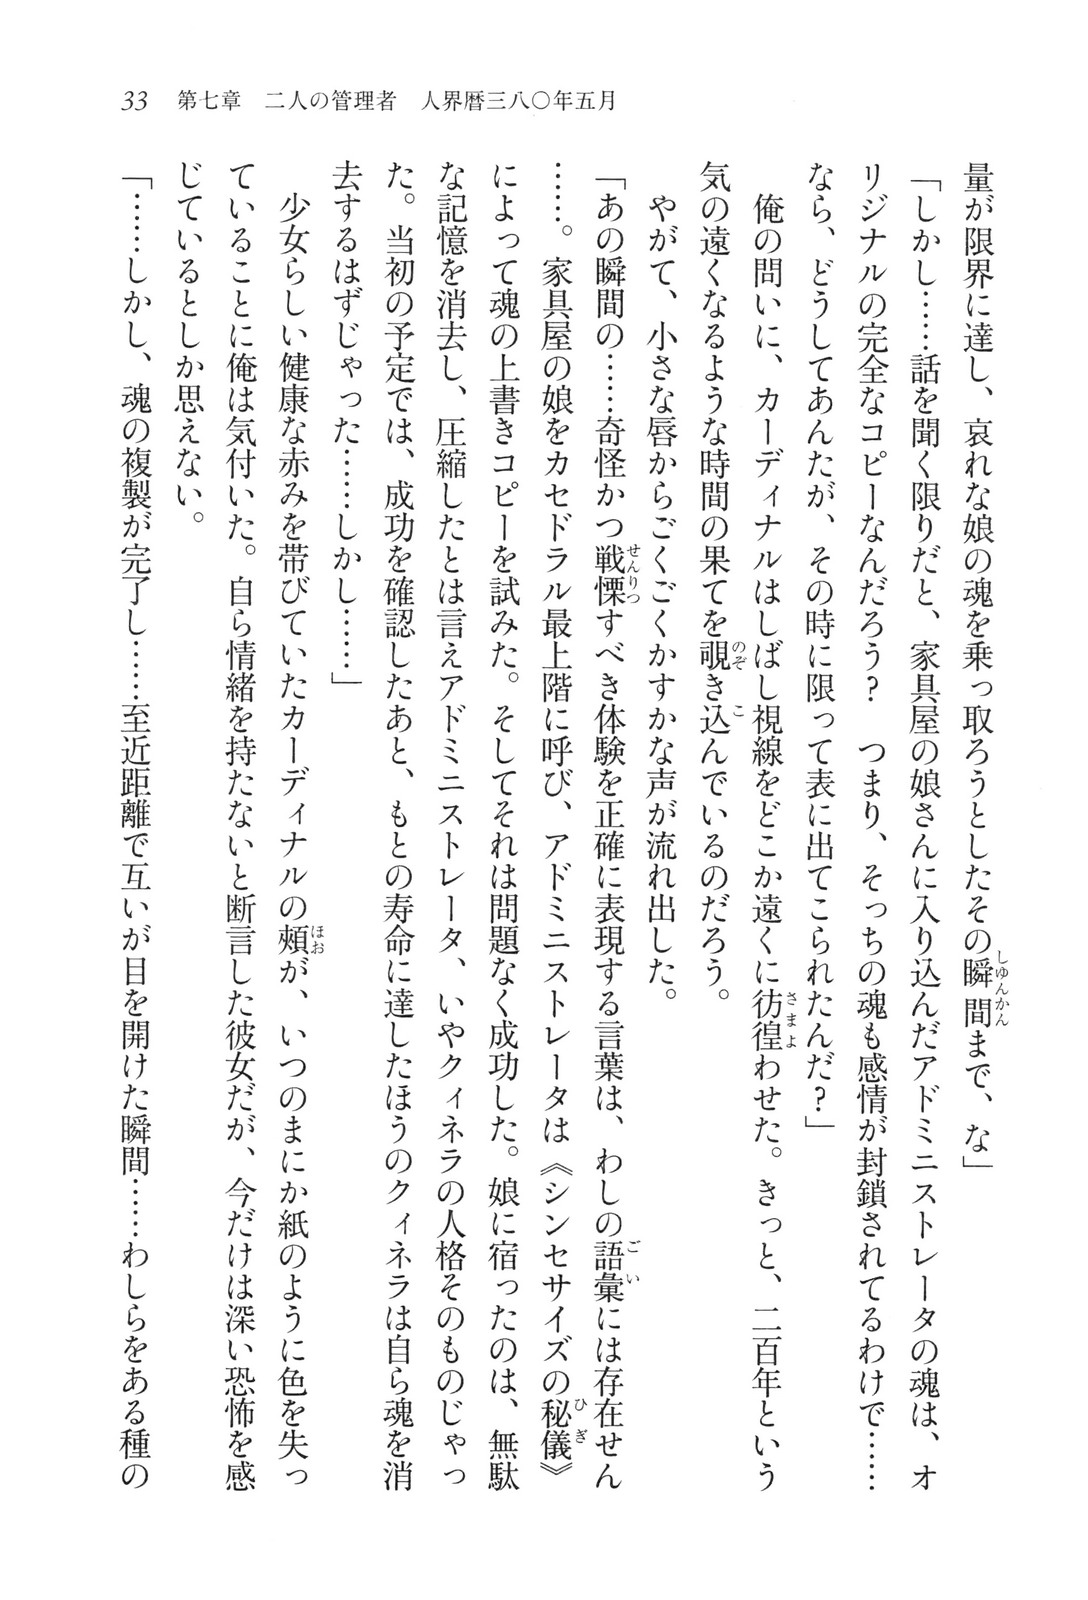 33　第七章　二人の管理者　人界暦三八〇年五月
量が限界に達し、哀れな娘の魂を乗っ取ろうとしたその瞬間まで、な」
「しかし……話を聞く限りだと、家具屋の娘さんに入り込んだアドミニストレータの魂は、オ
リジナルの完全なコピーなんだろう？　つまり、そっちの魂も感情が封鎖されてるわけで……
なら、どうしてあんたが、その時に限って表に出てこられたんだ？」
　俺の問いに、カーディナルはしばし視線をどこか遠くに彷徨わせた。きっと、二百年という
気の遠くなるような時間の果てを覗き込んでいるのだろう。
　やがて、小さな唇からごくごくかすかな声が流れ出した。
「あの瞬間の……奇怪かつ戦慄すべき体験を正確に表現する言葉は、わしの語彙には存在せん
……。家具屋の娘をカセドラル最上階に呼び、アドミニストレータは《シンセサイズの秘儀》
によって魂の上書きコピーを試みた。そしてそれは問題なく成功した。娘に宿ったのは、無駄
な記憶を消去し、圧縮したとは言えアドミニストレータ、いやクィネラの人格そのものじゃっ
た。当初の予定では、成功を確認したあと、もとの寿命に達したほうのクィネラは自ら魂を消
去するはずじゃった……しかし……」
　少女らしい健康な赤みを帯びていたカーディナルの頰が、いつのまにか紙のように色を失っ
ていることに俺は気付いた。自ら情緒を持たないと断言した彼女だが、今だけは深い恐怖を感
じているとしか思えない。
「……しかし、魂の複製が完了し……至近距離で互いが目を開けた瞬間……わしらをある種の